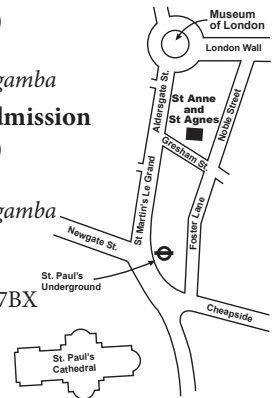 )
gamba
lmission
)
gamba
7BX
Museum
of London
London Wall
Aldersgate St.
St Anne
and
St Agnes
Noble Street
Gresham St.
St Martin's Le Grand
Foster Lane
Newgate St.
St. Paul's
Underground
Cheapside
St. Paul's
Cathedral